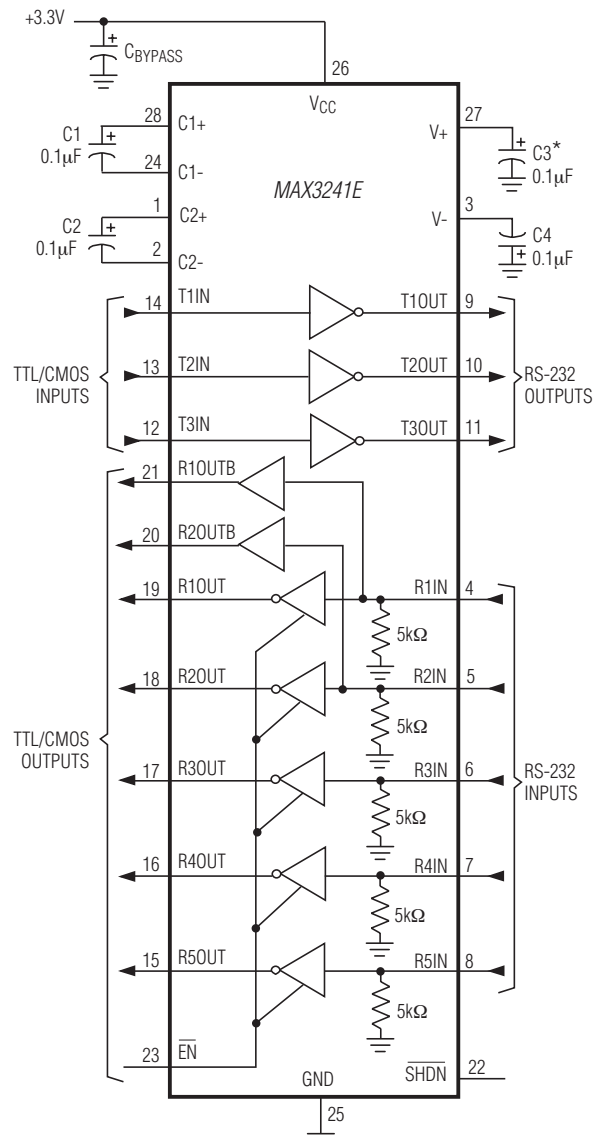 +3.3V
CBYPASS
26
VCC
28
C1+
C1
0.1μF
24
C1-
27
V+
C3*
0.1μF
MAX3241E
1
C2+
C2
0.1μF
2
C2-
3
V-
C4
0.1μF
14
T1IN
T1OUT
9
TTL/CMOS
INPUTS
13
T2IN
T2OUT
10
RS-232
OUTPUTS
12
T3IN
T3OUT
11
21
R1OUTB
20
R2OUTB
19
R1OUT
R1IN
4
5kΩ
18
R2OUT
R2IN
5
5kΩ
TTL/CMOS
OUTPUTS
17
R3OUT
R3IN
6
RS-232
INPUTS
5kΩ
16
R4OUT
R4IN
7
5kΩ
15
R5OUT
R5IN
8
5kΩ
23
EN
GND
SHDN
22
25